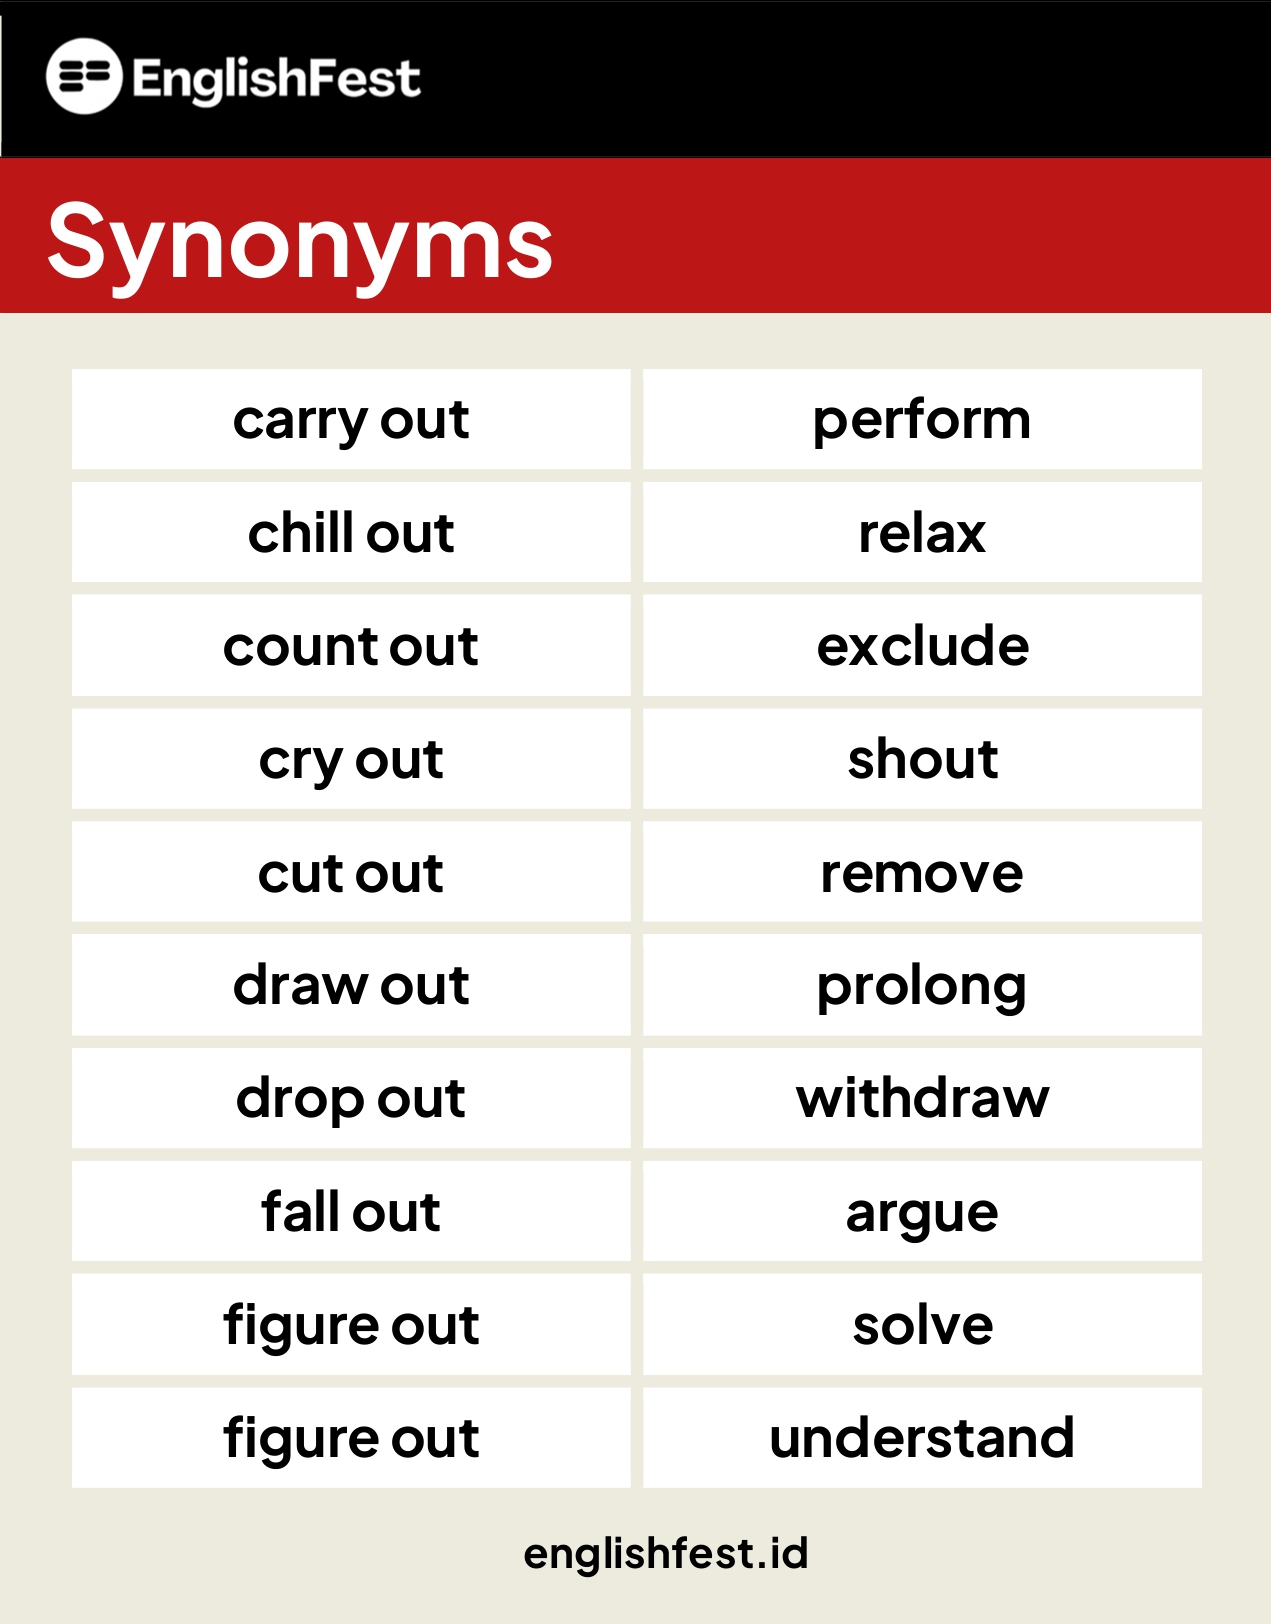 EnglishFest
Synonyms
carry out perform
chill out relax
count out exclude
cry out shout
cut out remove
draw out prolong
drop out withdraw
fall out argue
figure out solve
figure out understand
englishfest.id